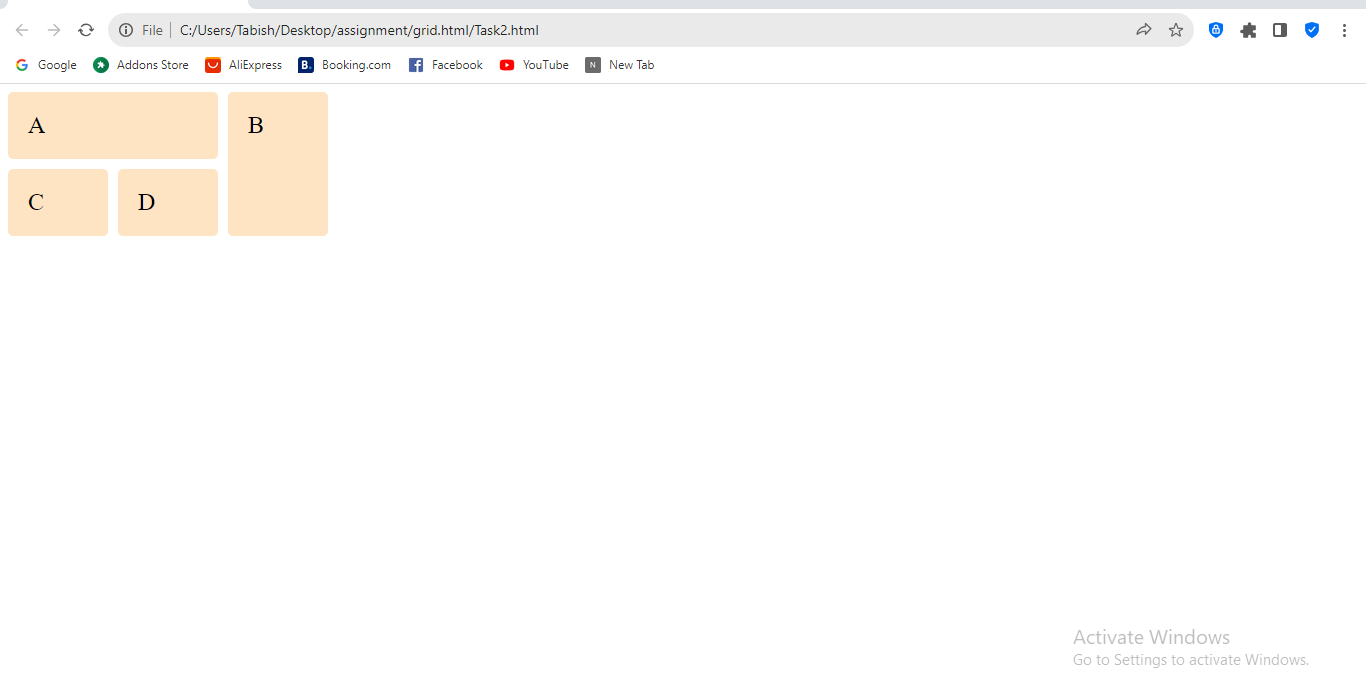 File C:/Users/Tabish/Desktop/assignment/grid.html/Task2.html
Google Addons Store AliExpress B. Booking.com Facebook YouTube N New Tab
A B
C D
Activate Windows
Go to Settings to activate Windows.